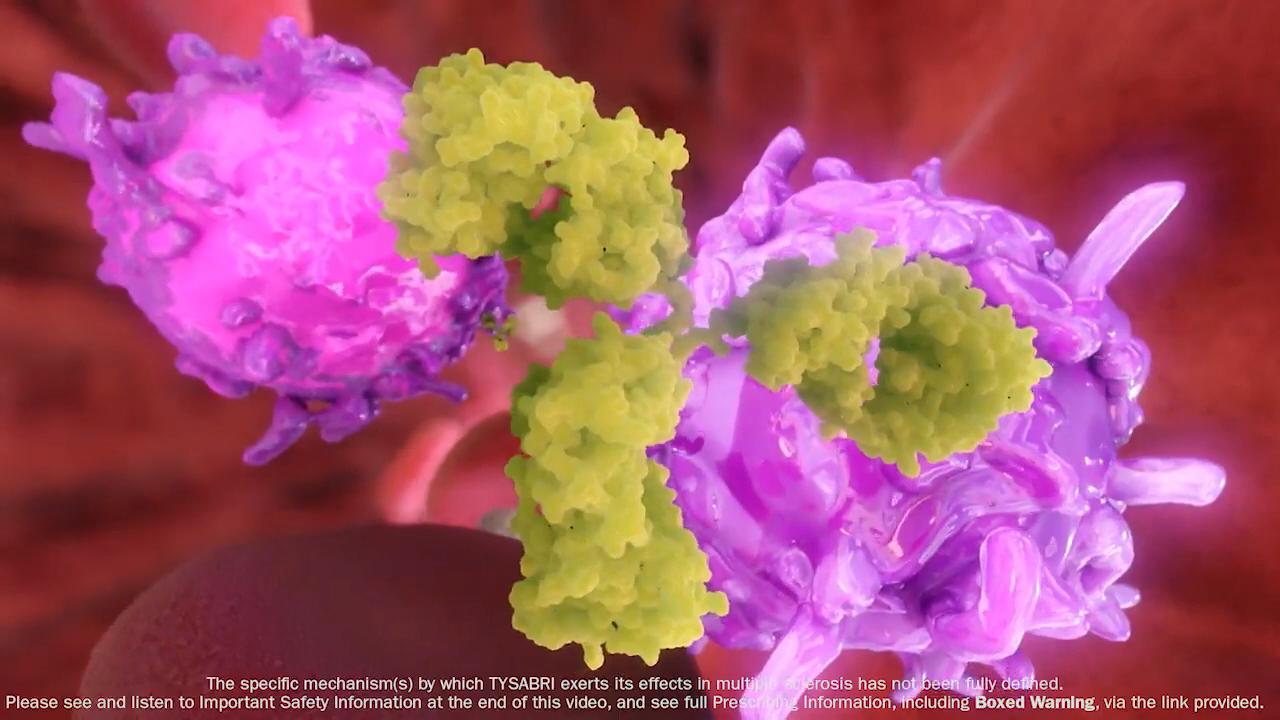 The specific mechanism(s) by which TYSABRI exerts its effects in multiple sclerosis has not been fully defined.
Please see and listen to Important Safety Information at the end of this video, and see full Prescribing Information, including Boxed Warning, via the link provided.